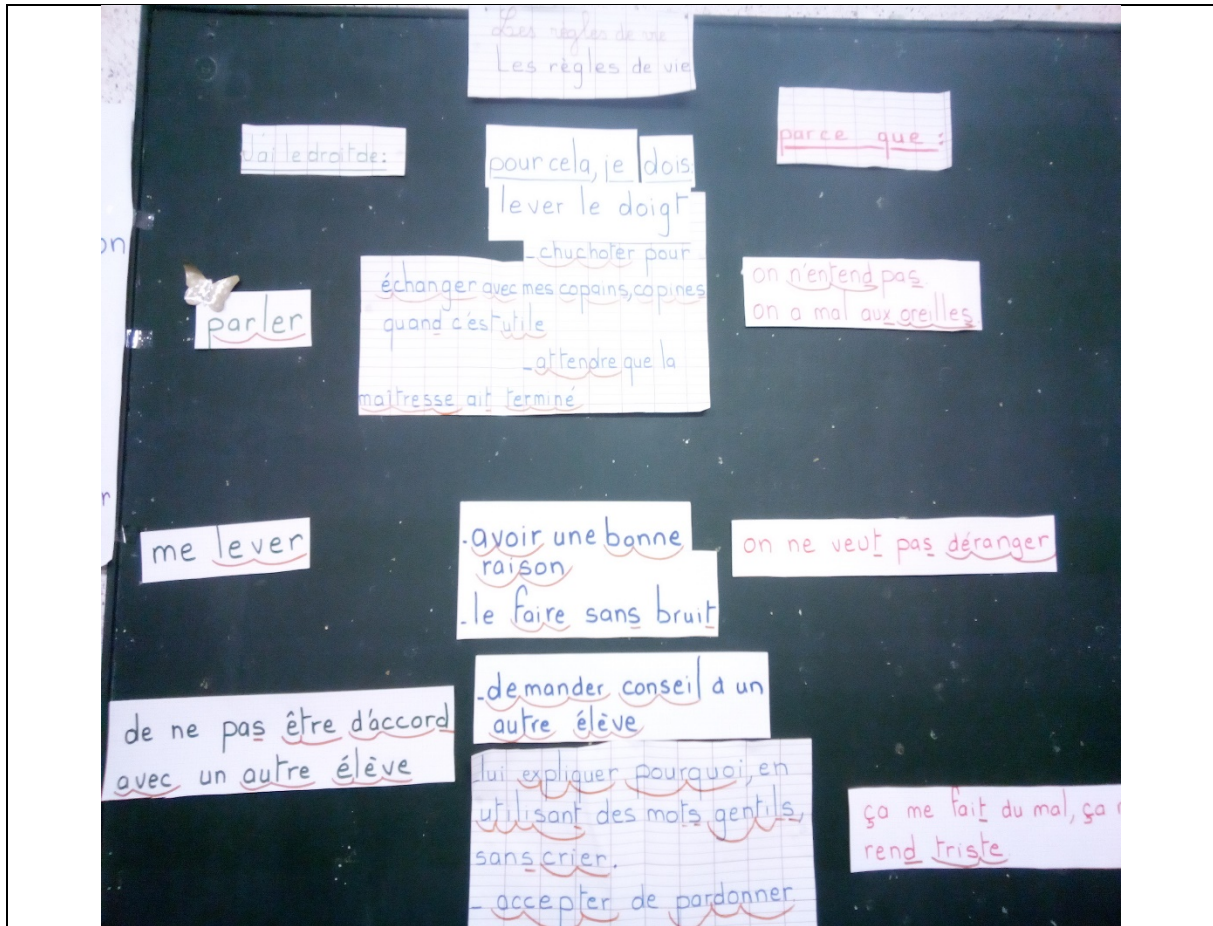 Les règles de vie
Les règles de vie
J'ai le droit de:
pour cela, je dois
parce que:
parler
lever le doigt
- chuchoter pour
échanger avec mes copains, copines
quand c'est utile
- attendre que la
maîtresse ait terminé
on n'entend pas
on a mal aux oreilles
me lever
- avoir une bonne
raison
- le faire sans bruit
on ne veut pas déranger
de ne pas être d'accord
avec un autre élève
- demander conseil à un
autre élève
- lui expliquer pourquoi, en
utilisant des mots gentils,
sans crier.
- accepter de pardonner
ça me fait du mal, ça
rend triste
on
r